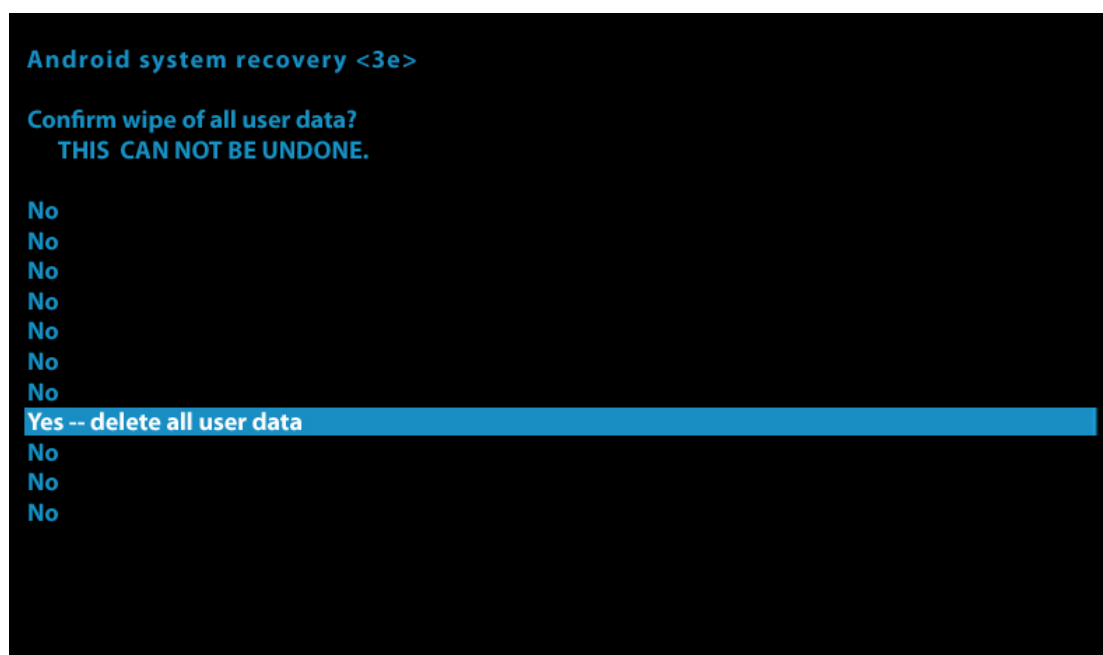 Android system recovery <3e>
Confirm wipe of all user data?
THIS CAN NOT BE UNDONE.
No
No
No
No
No
No
No
Yes -- delete all user data
No
No
No